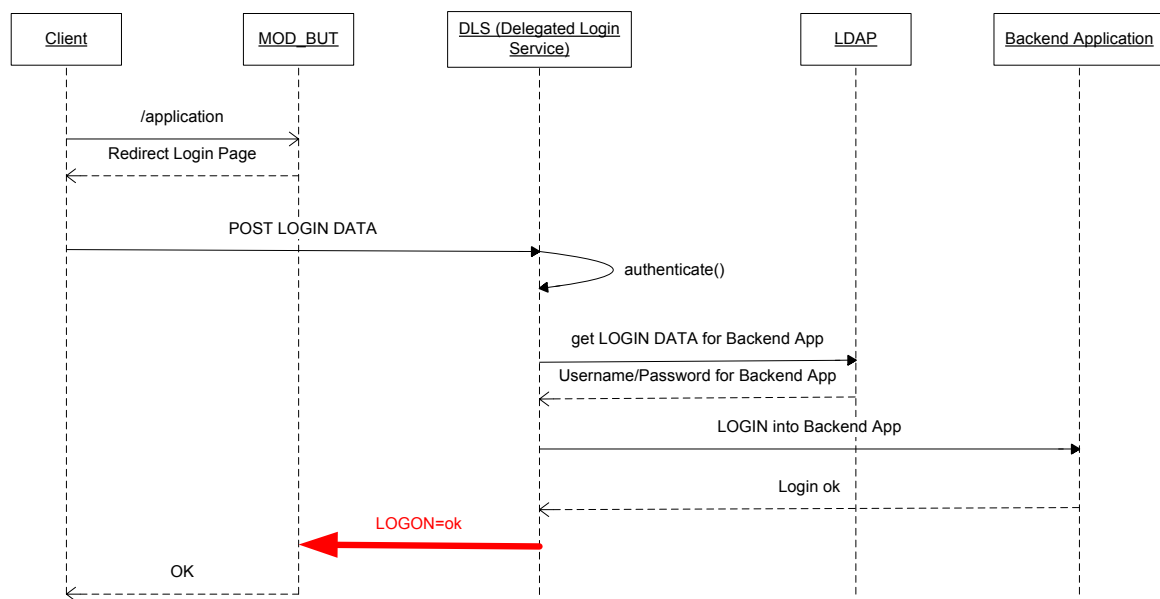 Client
MOD_BUT
DLS (Delegated Login
Service)
LDAP
Backend Application
/application
Redirect Login Page
POST LOGIN DATA
authenticate()
get LOGIN DATA for Backend App
Username/Password for Backend App
LOGIN into Backend App
Login ok
LOGON=ok
OK